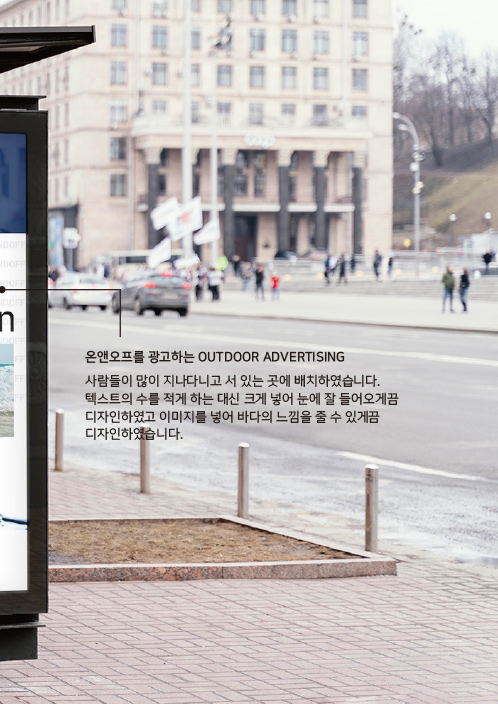 NDOFF
NDOFF
NDOFF
n
온앤오프를 광고하는 OUTDOOR ADVERTISING
사람들이 많이 지나다니고 서 있는 곳에 배치하였습니다.
텍스트의 수를 적게 하는 대신 크게 넣어 눈에 잘 들어오게끔
디자인하였고 이미지를 넣어 바다의 느낌을 줄 수 있게끔
디자인하였습니다.